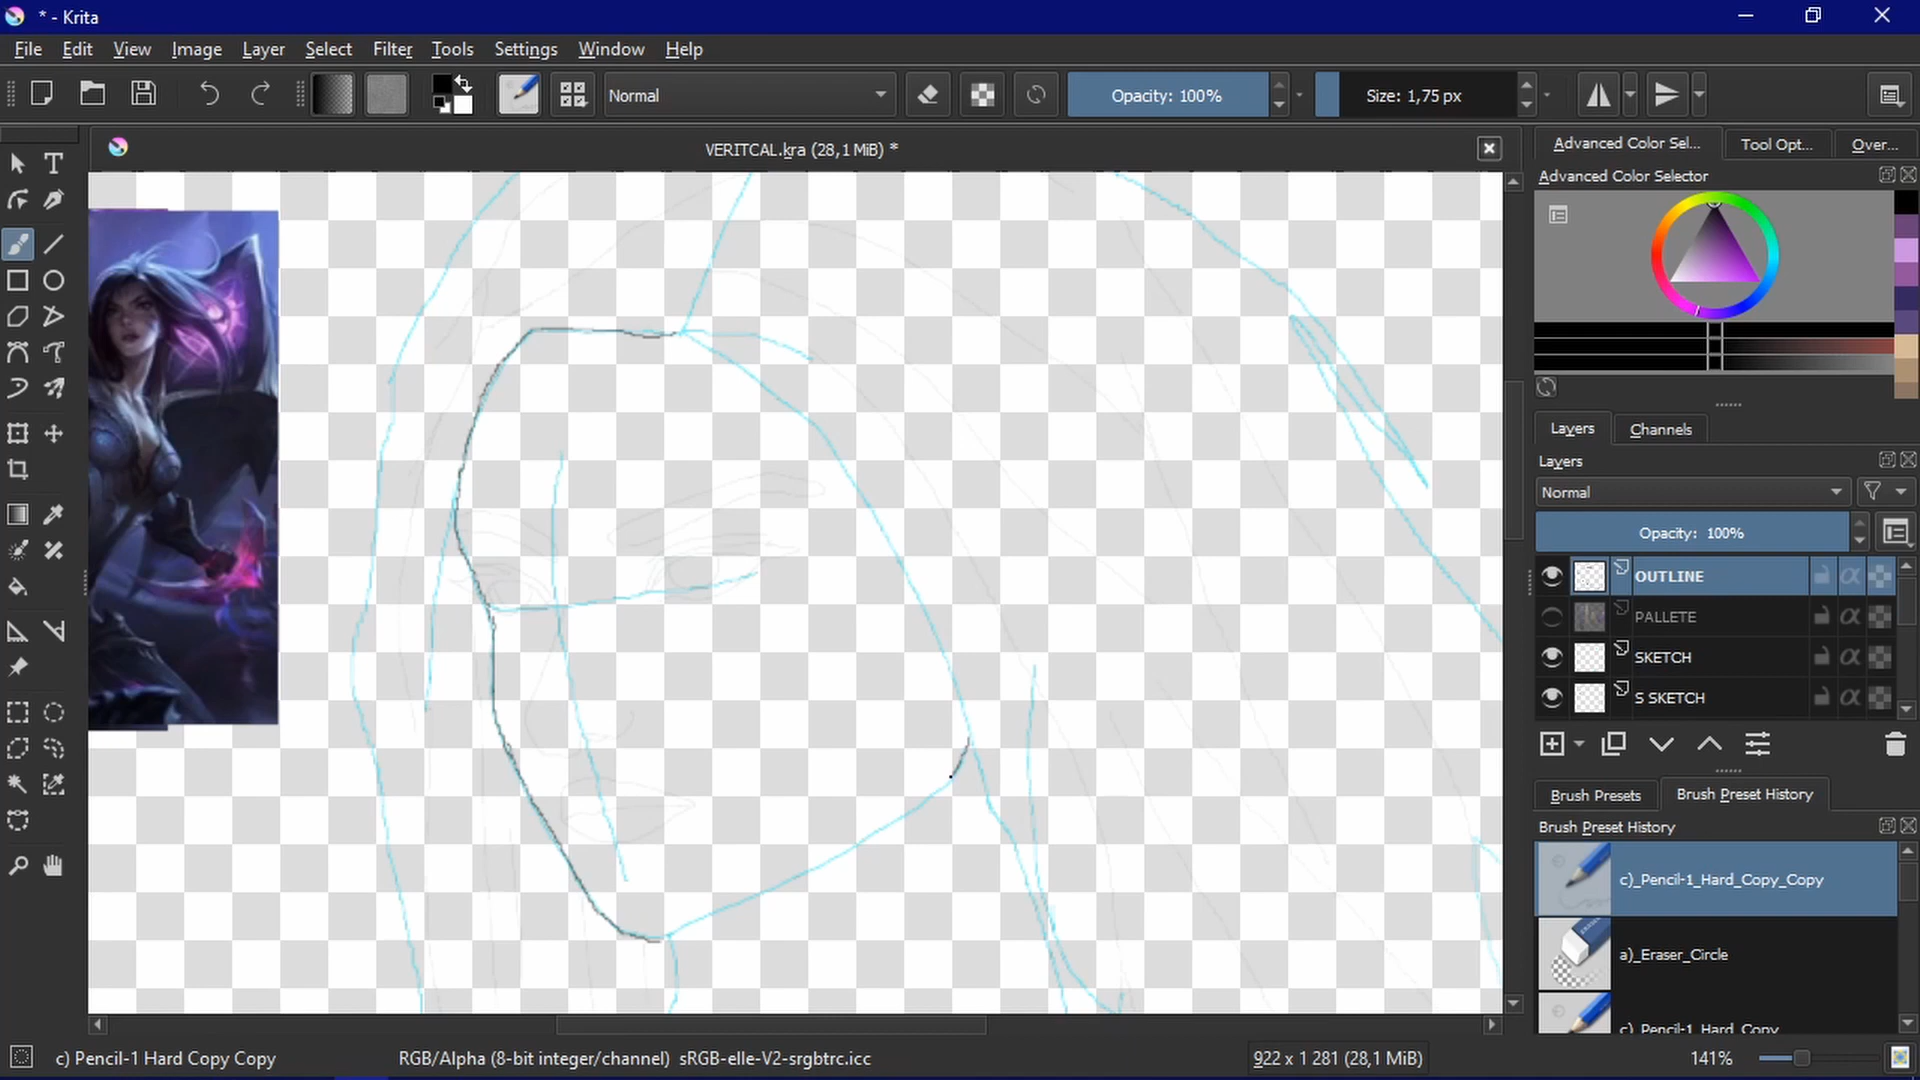 * - Krita
File Edit View Image Layer Select Filter Tools Settings Window Help
Normal
Opacity: 100%
Size: 1,75 px
VERITCAL.kra (28,1 MiB) *
Advanced Color Sel...
Tool Opt...
Over...
Advanced Color Selector
Layers
Channels
Layers
Normal
Opacity: 100%
OUTLINE
PALLETE
SKETCH
S SKETCH
Brush Presets
Brush Preset History
Brush Preset History
c)_Pencil-1_Hard_Copy_Copy
a)_Eraser_Circle
c)_Pencil-1_Hard_Copy
c) Pencil-1 Hard Copy Copy
RGB/Alpha (8-bit integer/channel) sRGB-elle-V2-srgbtrc.icc
922 x 1 281 (28,1 MiB)
141%